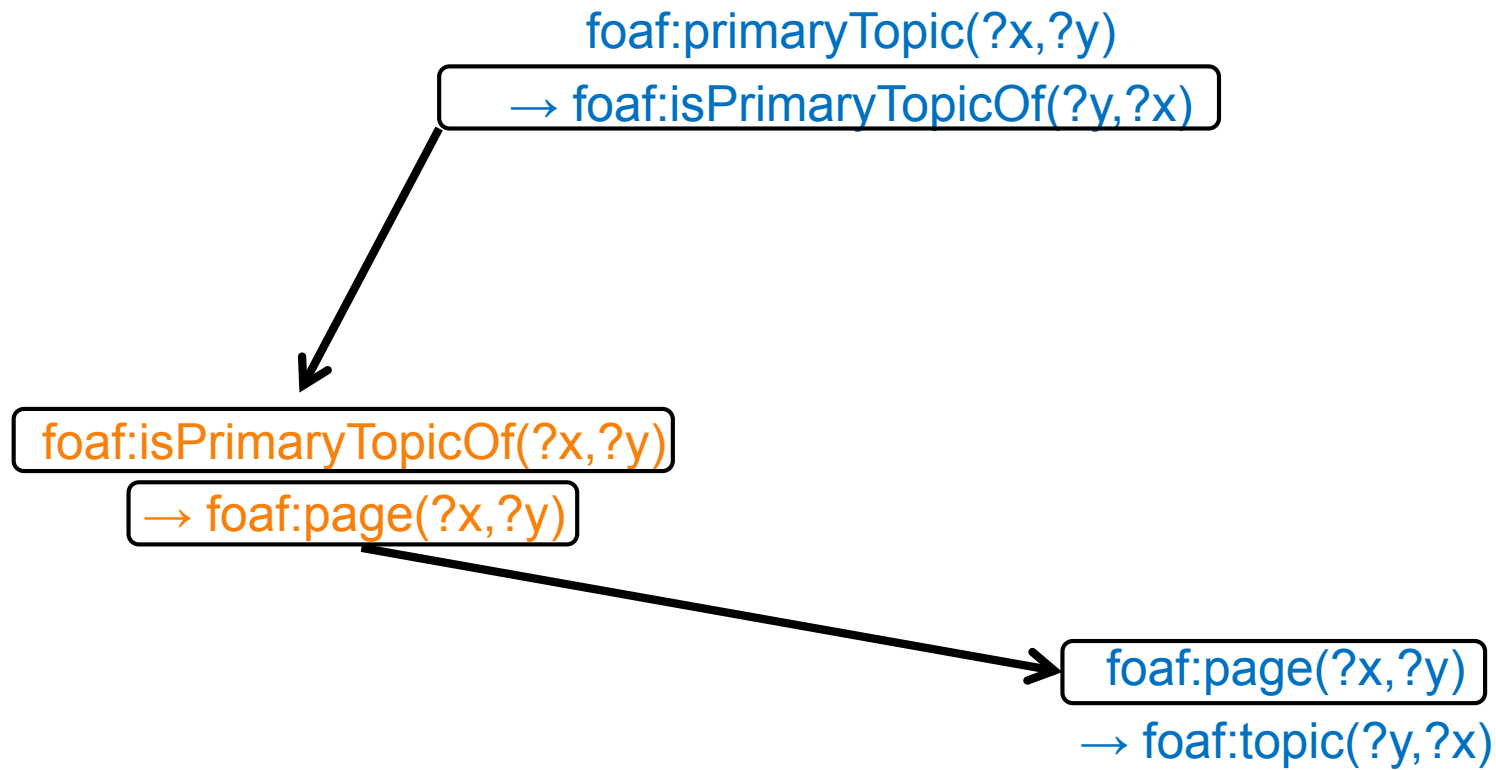 foaf:primaryTopic(?x,?y)
→ foaf:isPrimaryTopicOf(?y,?x)
foaf:isPrimaryTopicOf(?x,?y)
→ foaf:page(?x,?y)
foaf:page(?x,?y)
→ foaf:topic(?y,?x)